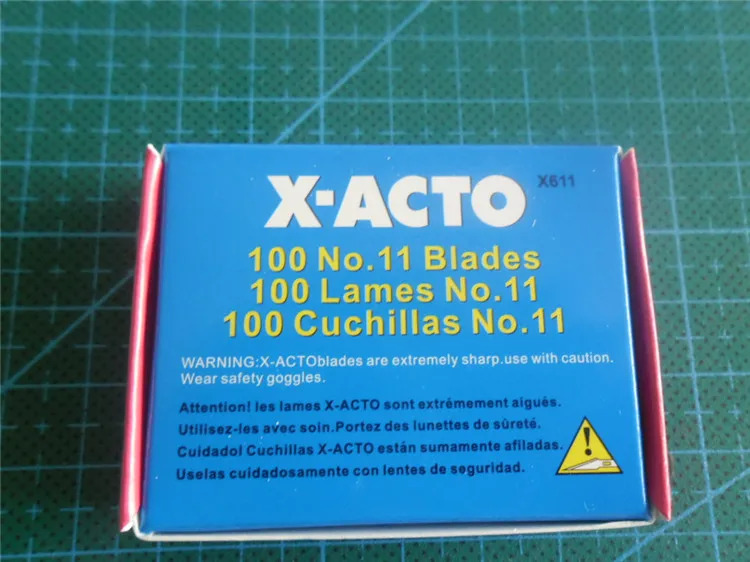 X-ACTO
X611
100 No.11 Blades
100 Lames No.11
100 Cuchillas No.11
WARNING:X-ACTOblades are extremely sharp.use with caution.
Wear safety goggles.
Attention! les lames X-ACTO sont extrémement aigués.
Utilisez-les avec soin.Portez des lunettes de sûreté.
Cuidadol Cuchillas X-ACTO están sumamente afiladas.
Uselas cuidadosamente con lentes de seguridad.